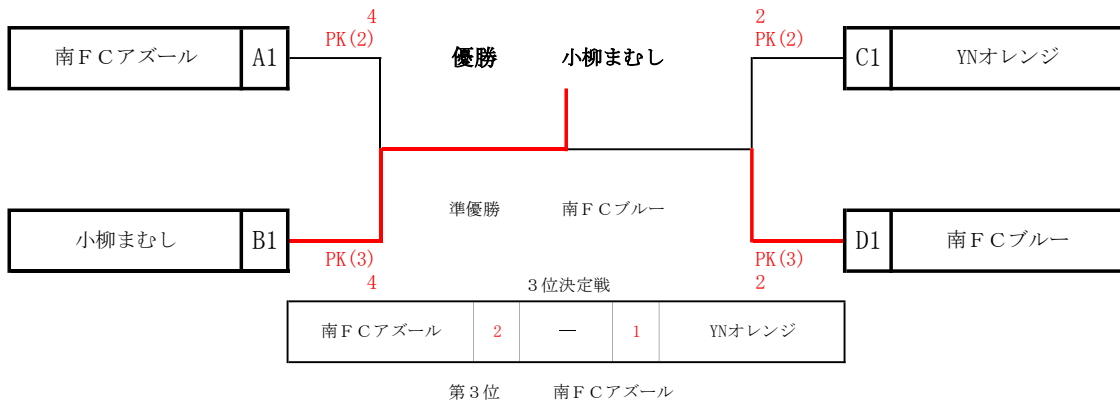 4 2
PK(2) PK(2)
南ＦＣアズール A1 優勝 小柳まむし C1 YNオレンジ
準優勝 南ＦＣブルー
小柳まむし B1 D1 南ＦＣブルー
PK(3) PK(3)
4 2
３位決定戦
南ＦＣアズール 2 － 1 YNオレンジ
第３位 南ＦＣアズール